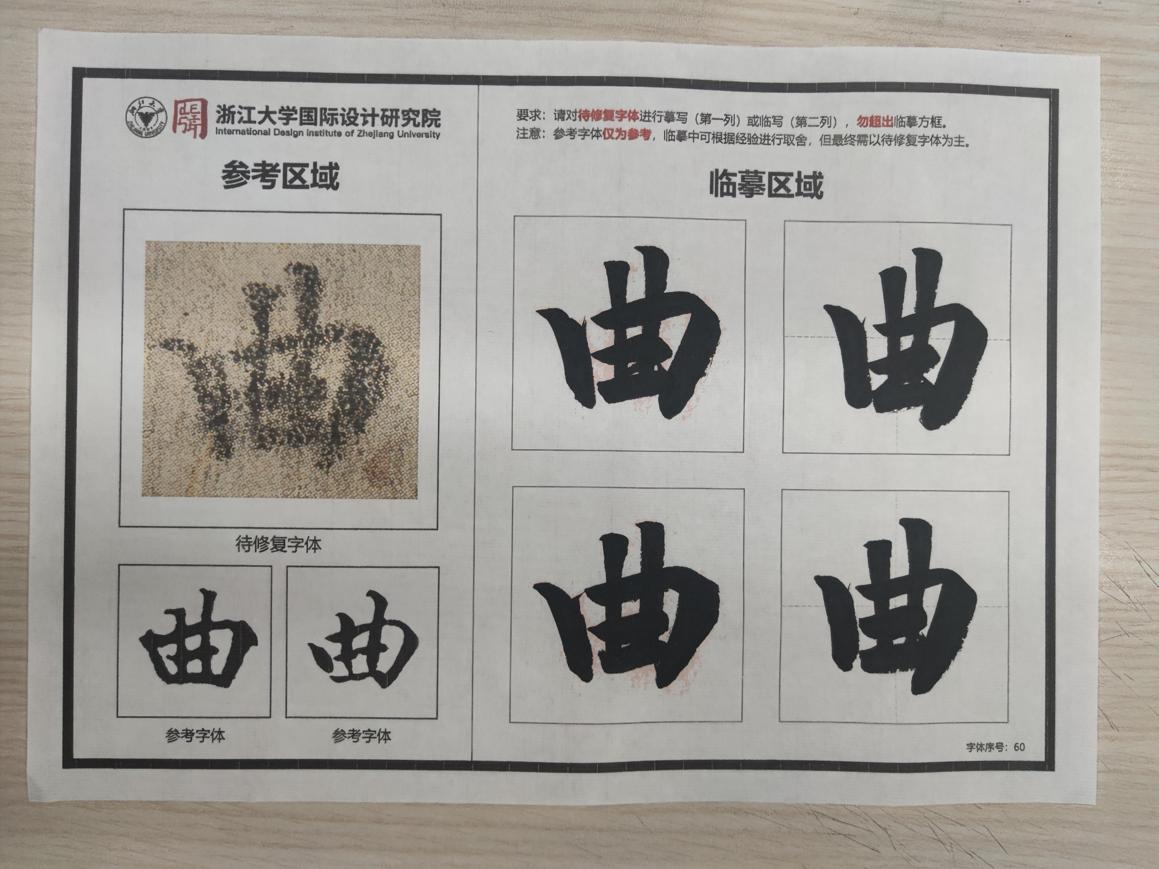 浙江大学国际设计研究院
International Design Institute of Zhejiang University
参考区域
曲
待修复字体
曲
曲
参考字体
参考字体
要求：请对待修复字体进行摹写（第一列）或临写（第二列），勿超出临摹方框。
注意：参考字体仅为参考，临摹中可根据经验进行取舍，但最终需以待修复字体为主。
临摹区域
曲
曲
曲
曲
字体序号：60